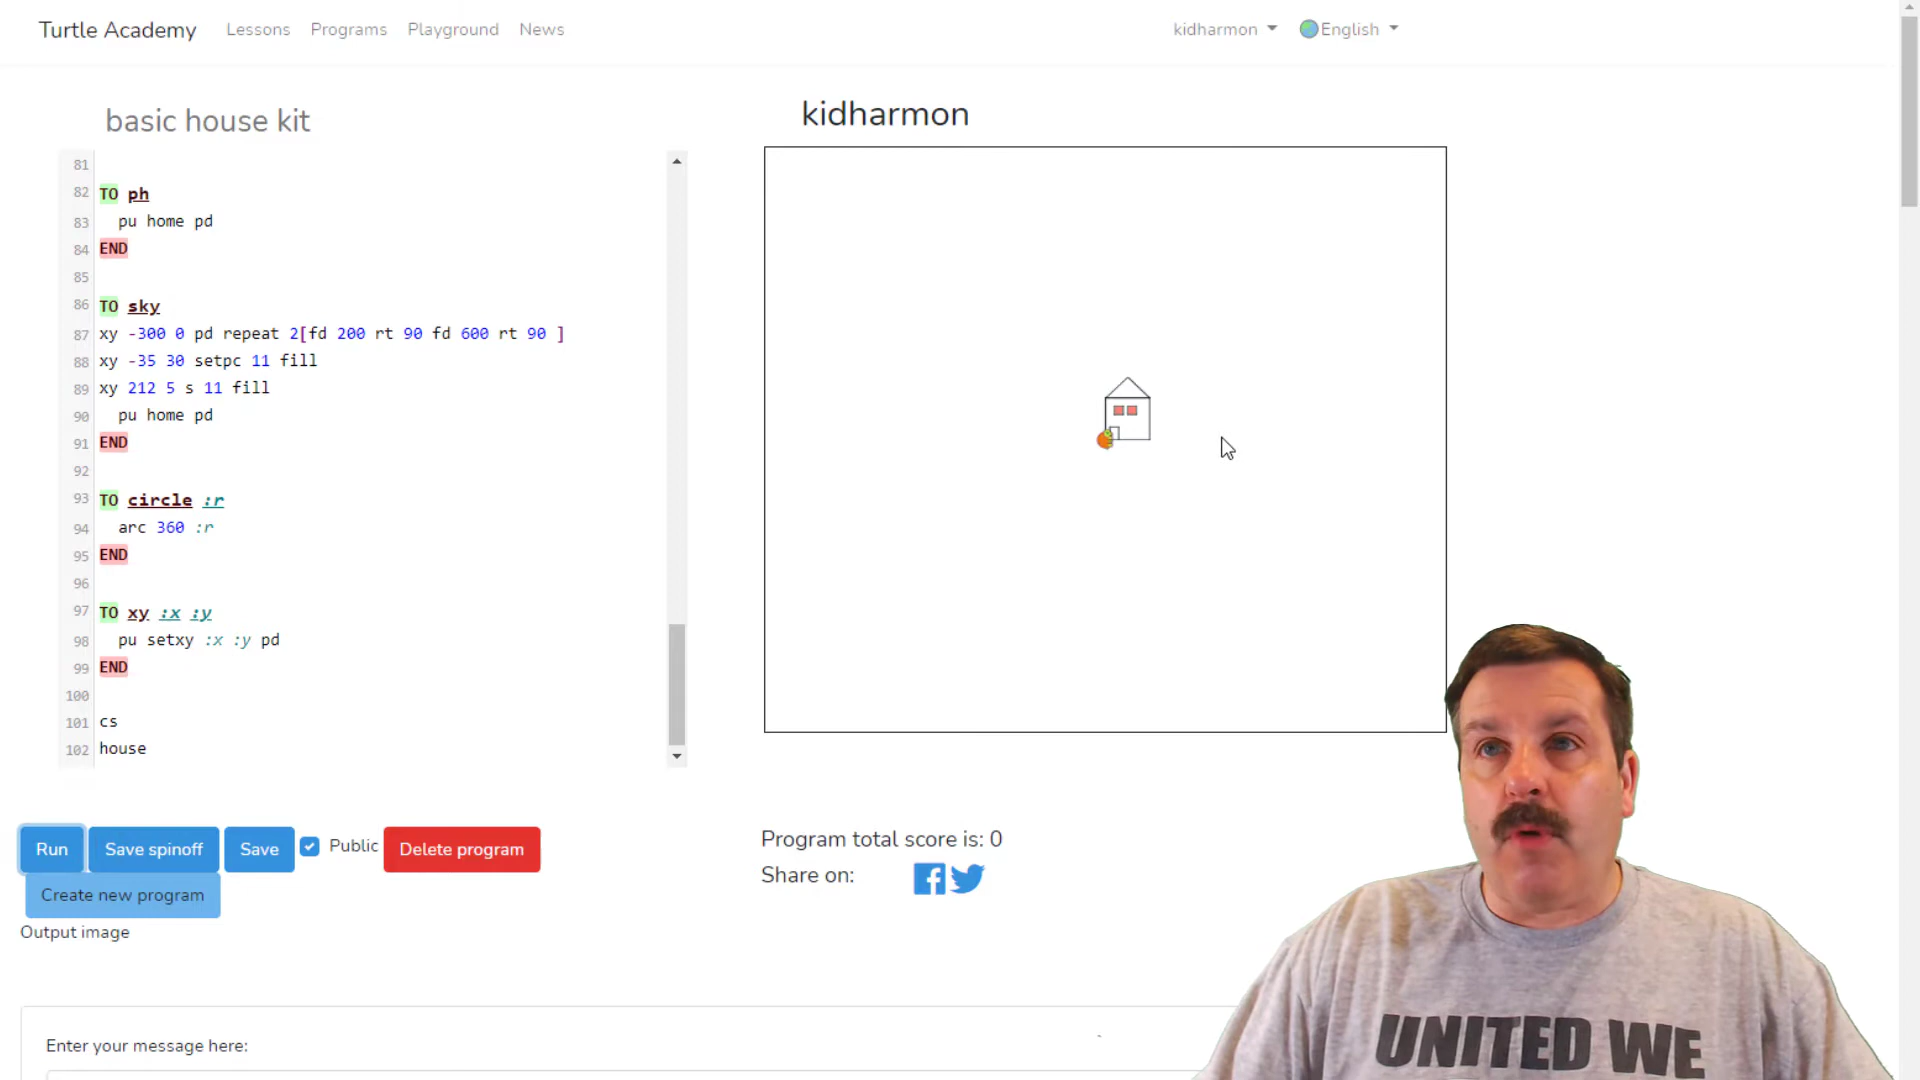 Turtle Academy Lessons Programs Playground News kidharmon English
basic house kit
kidharmon
81
82 TO ph
83 pu home pd
84 END
85
86 TO sky
87 xy -300 0 pd repeat 2[fd 200 rt 90 fd 600 rt 90 ]
88 xy -35 30 setpc 11 fill
89 xy 212 5 s 11 fill
90 pu home pd
91 END
92
93 TO circle :r
94 arc 360 :r
95 END
96
97 TO xy :x :y
98 pu setxy :x :y pd
99 END
100
101 cs
102 house
Run Save spinoff Save Public Delete program
Create new program
Output image
Program total score is: 0
Share on:
Enter your message here:
UNITED WE